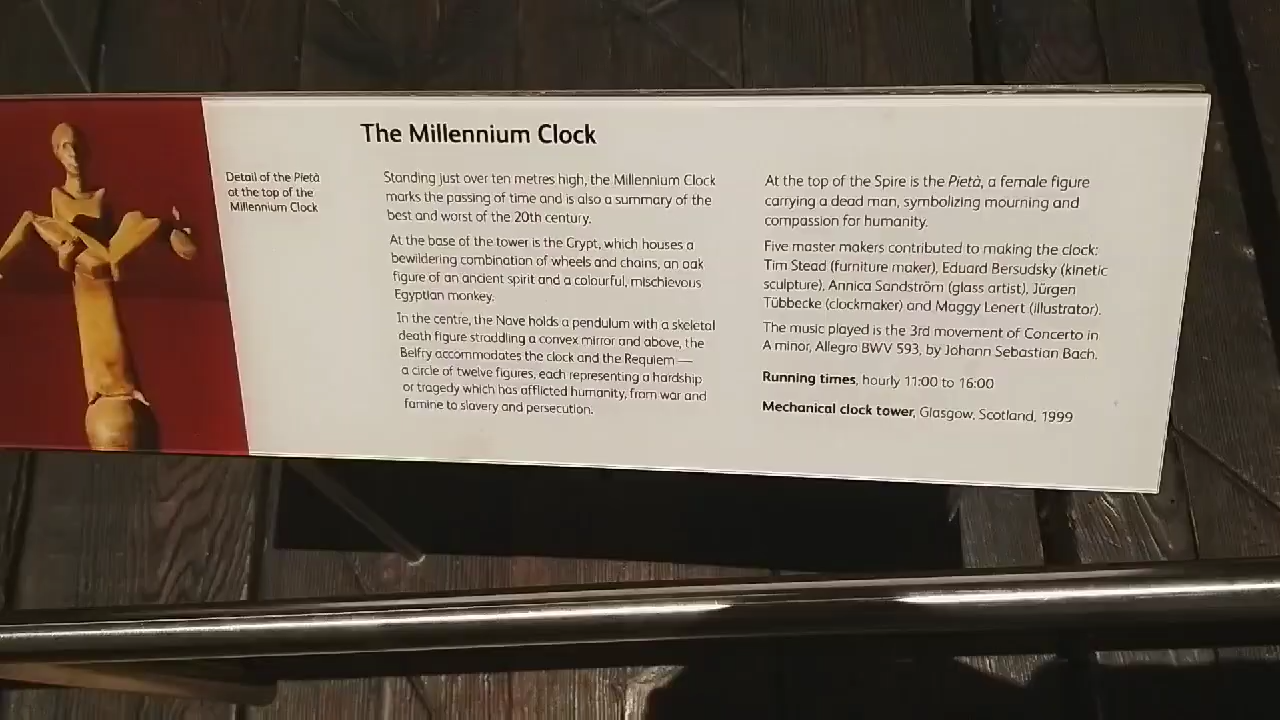 The Millennium Clock
Detail of the Pietà
at the top of the
Millennium Clock
Standing just over ten metres high, the Millennium Clock
marks the passing of time and is also a summary of the
best and worst of the 20th century.
At the base of the tower is the Crypt, which houses a
bewildering combination of wheels and chains, an oak
figure of an ancient spirit and a colourful, mischievous
Egyptian monkey.
In the centre, the Nave holds a pendulum with a skeletal
death figure straddling a convex mirror and above, the
Belfry accommodates the clock and the Requiem —
a circle of twelve figures, each representing a hardship
or tragedy which has afflicted humanity, from war and
famine to slavery and persecution.
At the top of the Spire is the Pietà, a female figure
carrying a dead man, symbolizing mourning and
compassion for humanity.
Five master makers contributed to making the clock:
Tim Stead (furniture maker), Eduard Bersudsky (kinetic
sculpture), Annica Sandström (glass artist), Jürgen
Tübbecke (clockmaker) and Maggy Lenert (illustrator).
The music played is the 3rd movement of Concerto in
A minor, Allegro BWV 593, by Johann Sebastian Bach.
Running times, hourly 11:00 to 16:00
Mechanical clock tower, Glasgow, Scotland, 1999